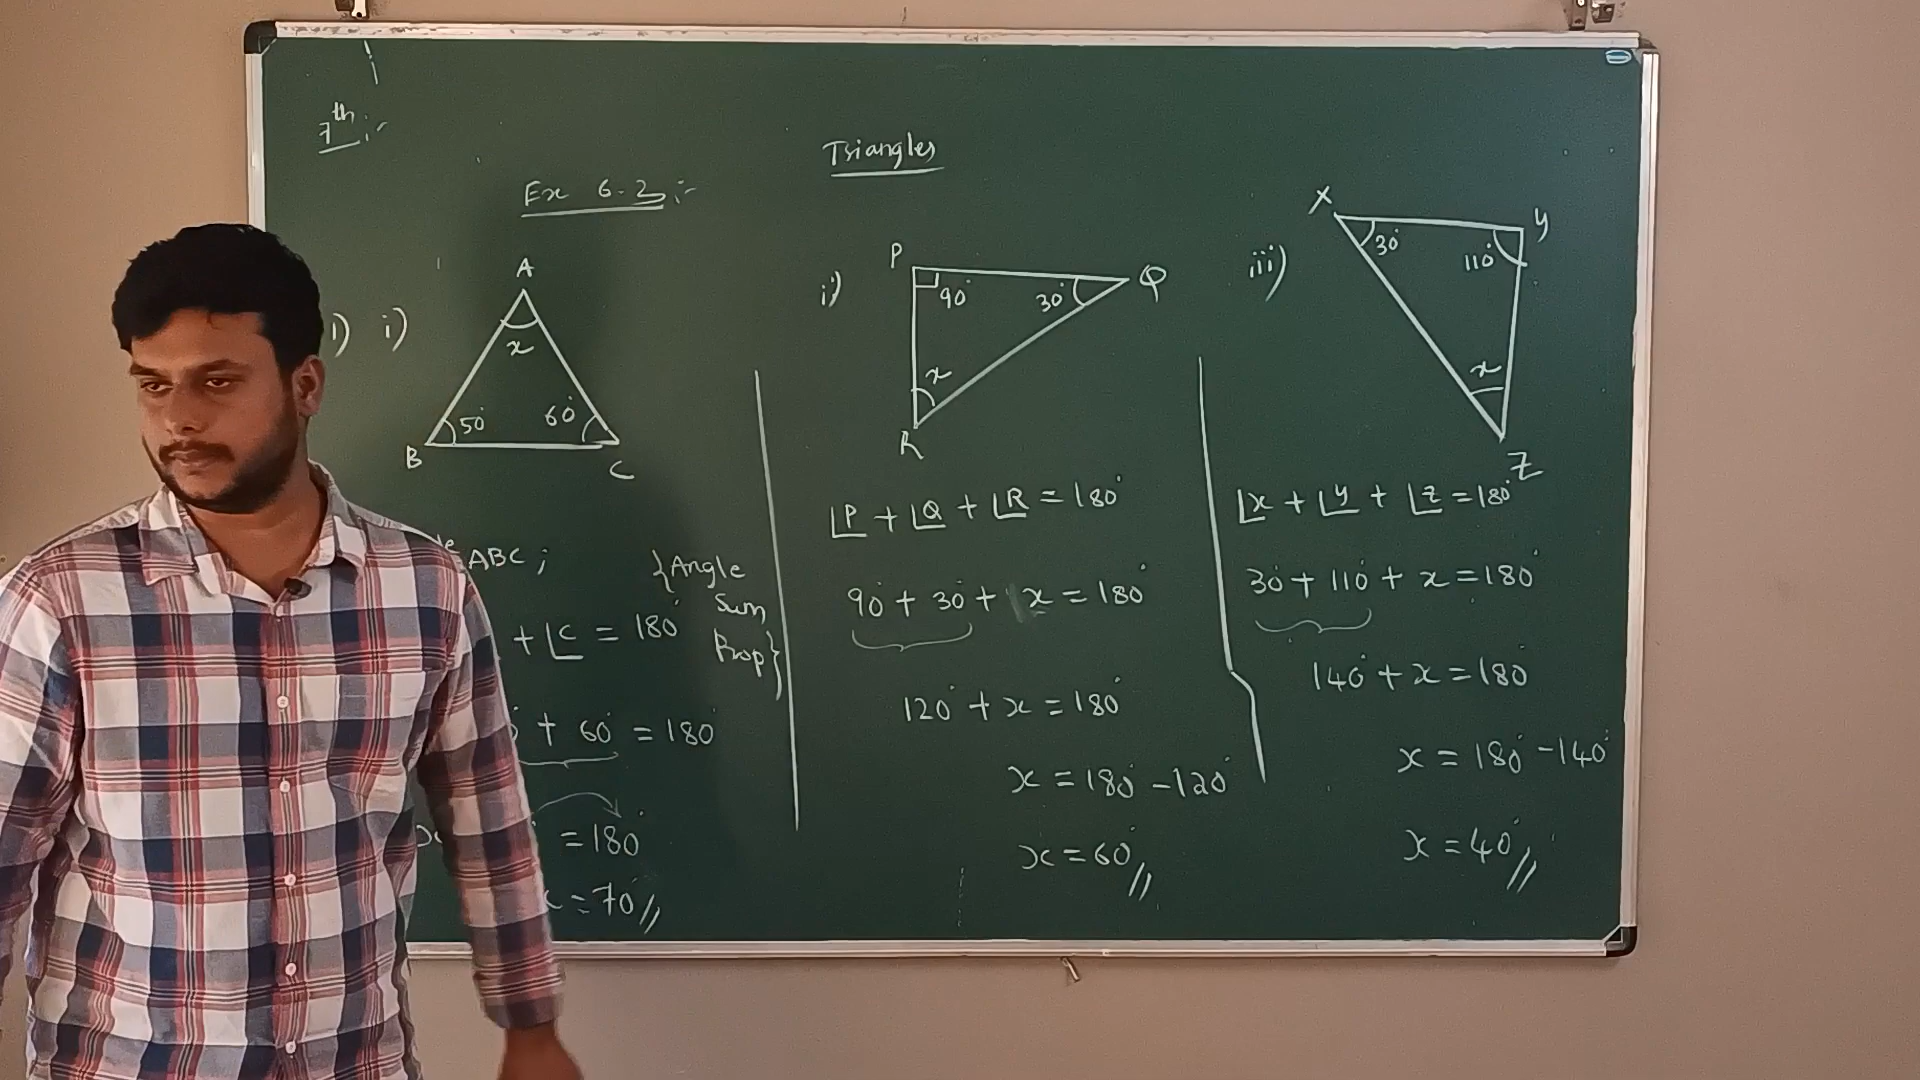 7th :-
Triangles
Ex 6.2 :-
1) i)
A
x
50°
60°
B
C
ii)
P
90°
30°
Q
x
R
iii)
X
30°
110°
Y
x
Z
ABC ;
{Angle
Sum
Prop}
+ ∠C = 180°
+ 60° = 180°
= 180°
x = 70°//
∠P + ∠Q + ∠R = 180°
90° + 30° + x = 180°
120° + x = 180°
x = 180° - 120°
x = 60°//
∠x + ∠y + ∠z = 180°
30° + 110° + x = 180°
140° + x = 180°
x = 180° - 140°
x = 40°//